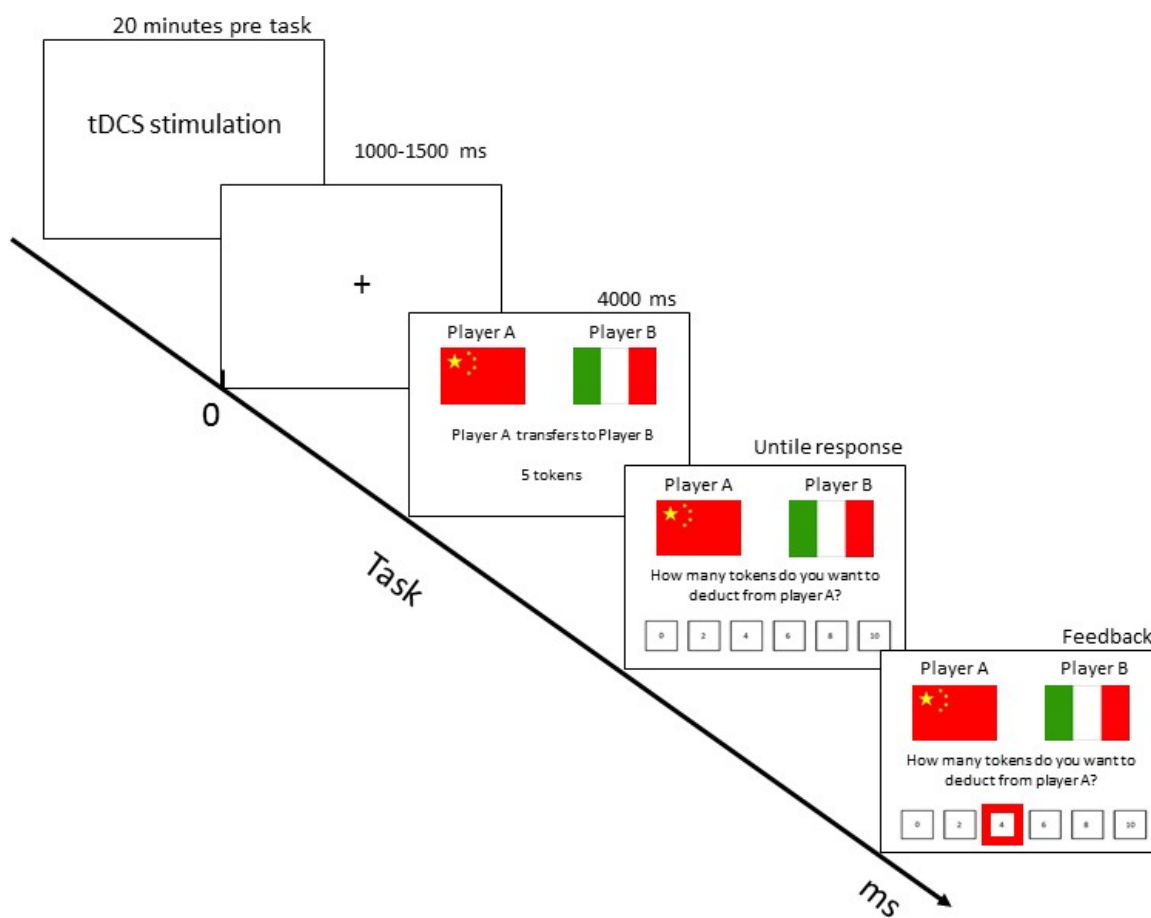 20 minutes pre task
tDCS stimulation
1000-1500 ms
+
0
4000 ms
Player A Player B
Player A transfers to Player B
5 tokens
Untile response
Player A Player B
How many tokens do you want to
deduct from player A?
0 2 4 6 8 10
Feedback
Player A Player B
How many tokens do you want to
deduct from player A?
0 2 4 6 8 10
Task
ms